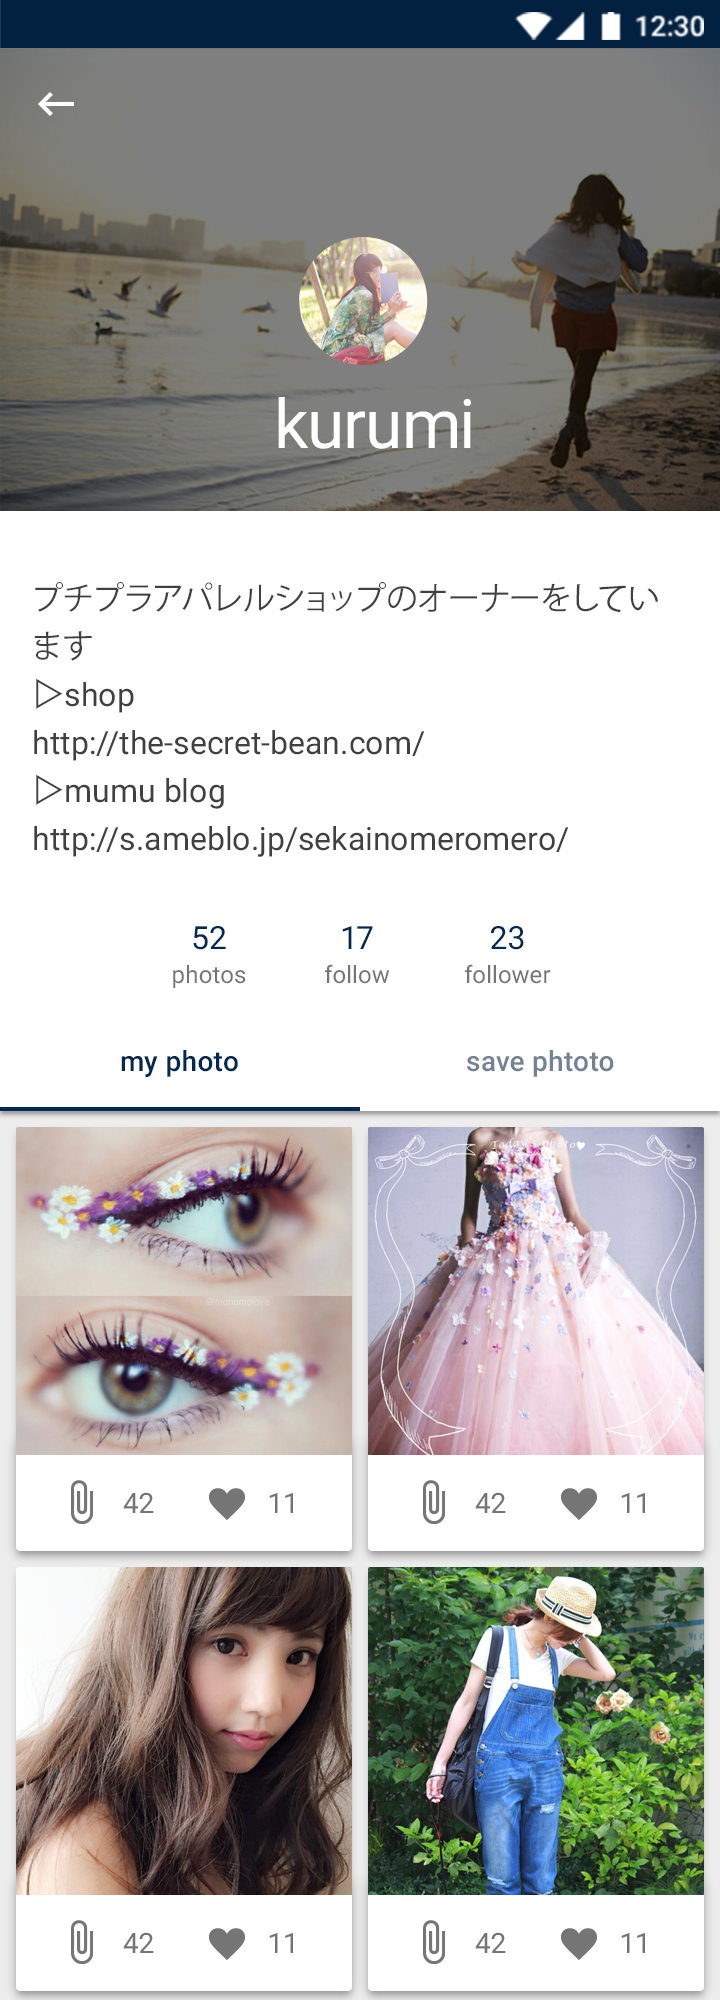 12:30
kurumi
プチプラアパレルショップのオーナーをしてい
ます
▷shop
http://the-secret-bean.com/
▷mumu blog
http://s.ameblo.jp/sekainomeromero/
52 17 23
photos follow follower
my photo save phtoto
Today's photo♥
42 11 42 11
42 11 42 11